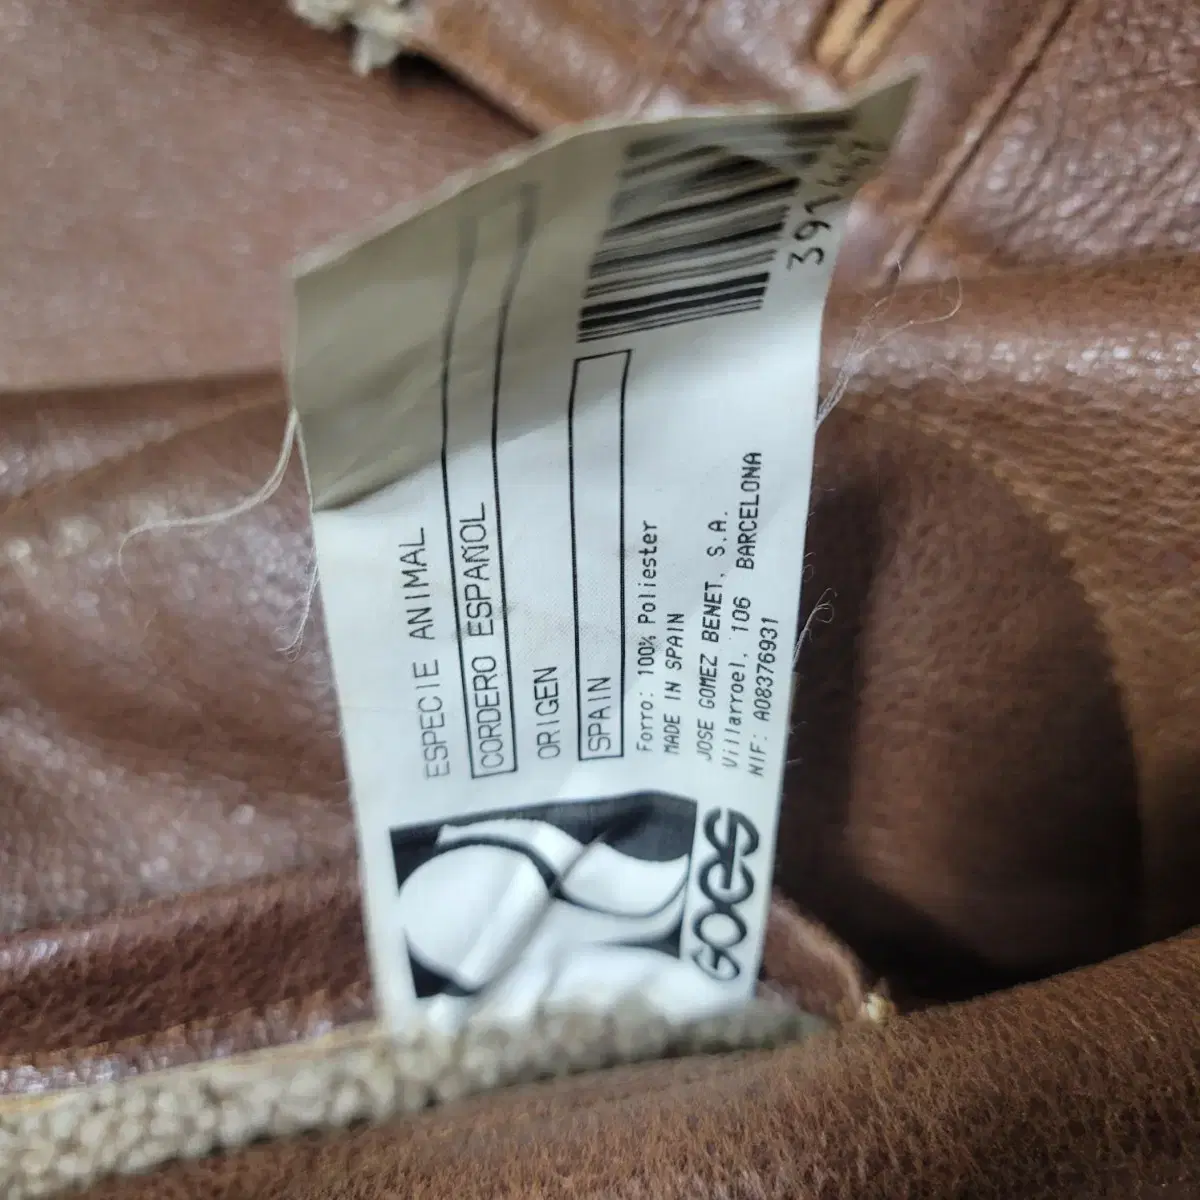 ESPECIE ANIMAL
CORDERO ESPAÑOL
ORIGEN
SPAIN
Forro: 100% Poliester
MADE IN SPAIN
JOSE GOMEZ BENET, S.A.
Villarroel, 106 BARCELONA
NIF: A08376931
GOES